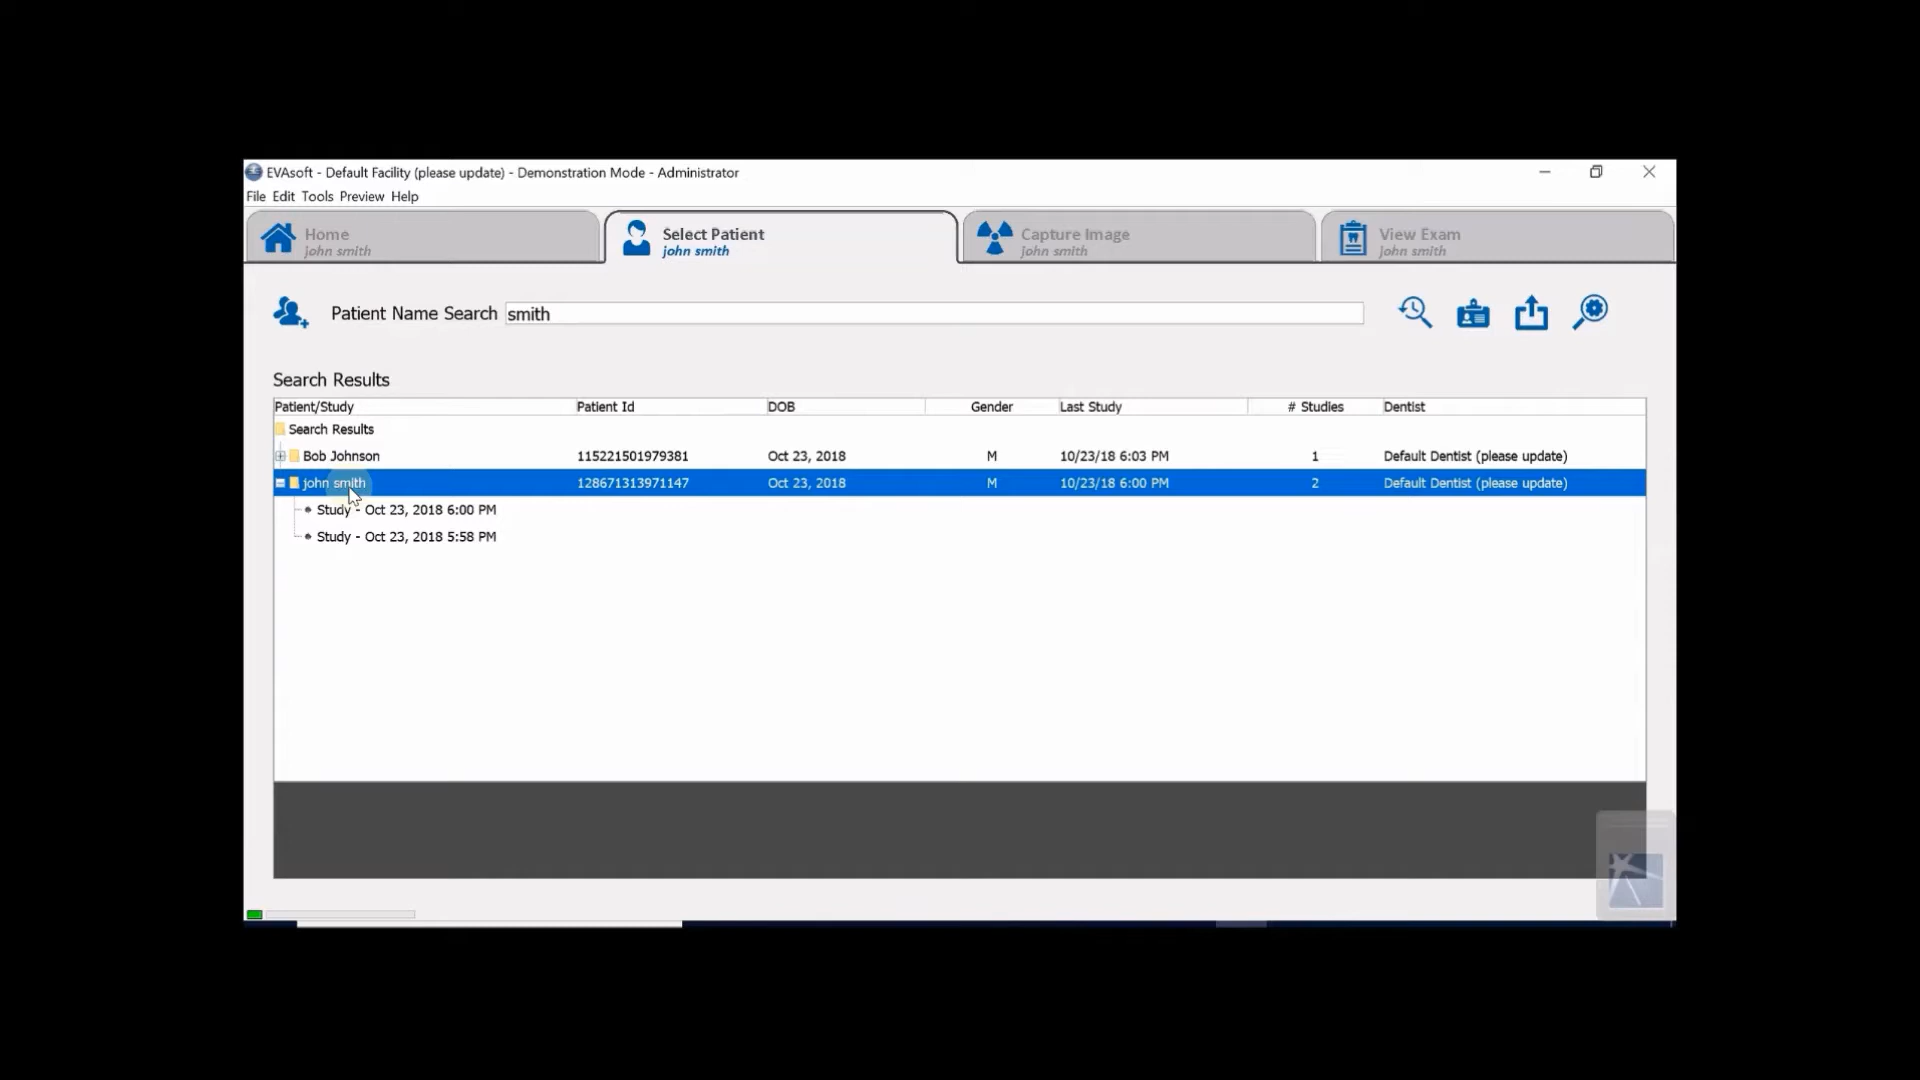 EVAsoft - Default Facility (please update) - Demonstration Mode - Administrator
File Edit Tools Preview Help
Home
john smith
Select Patient
john smith
Capture Image
john smith
View Exam
john smith
Patient Name Search smith
Search Results
Patient/Study Patient Id DOB Gender Last Study # Studies Dentist
Search Results
Bob Johnson 115221501979381 Oct 23, 2018 M 10/23/18 6:03 PM 1 Default Dentist (please update)
john smith 128671313971147 Oct 23, 2018 M 10/23/18 6:00 PM 2 Default Dentist (please update)
Study - Oct 23, 2018 6:00 PM
Study - Oct 23, 2018 5:58 PM